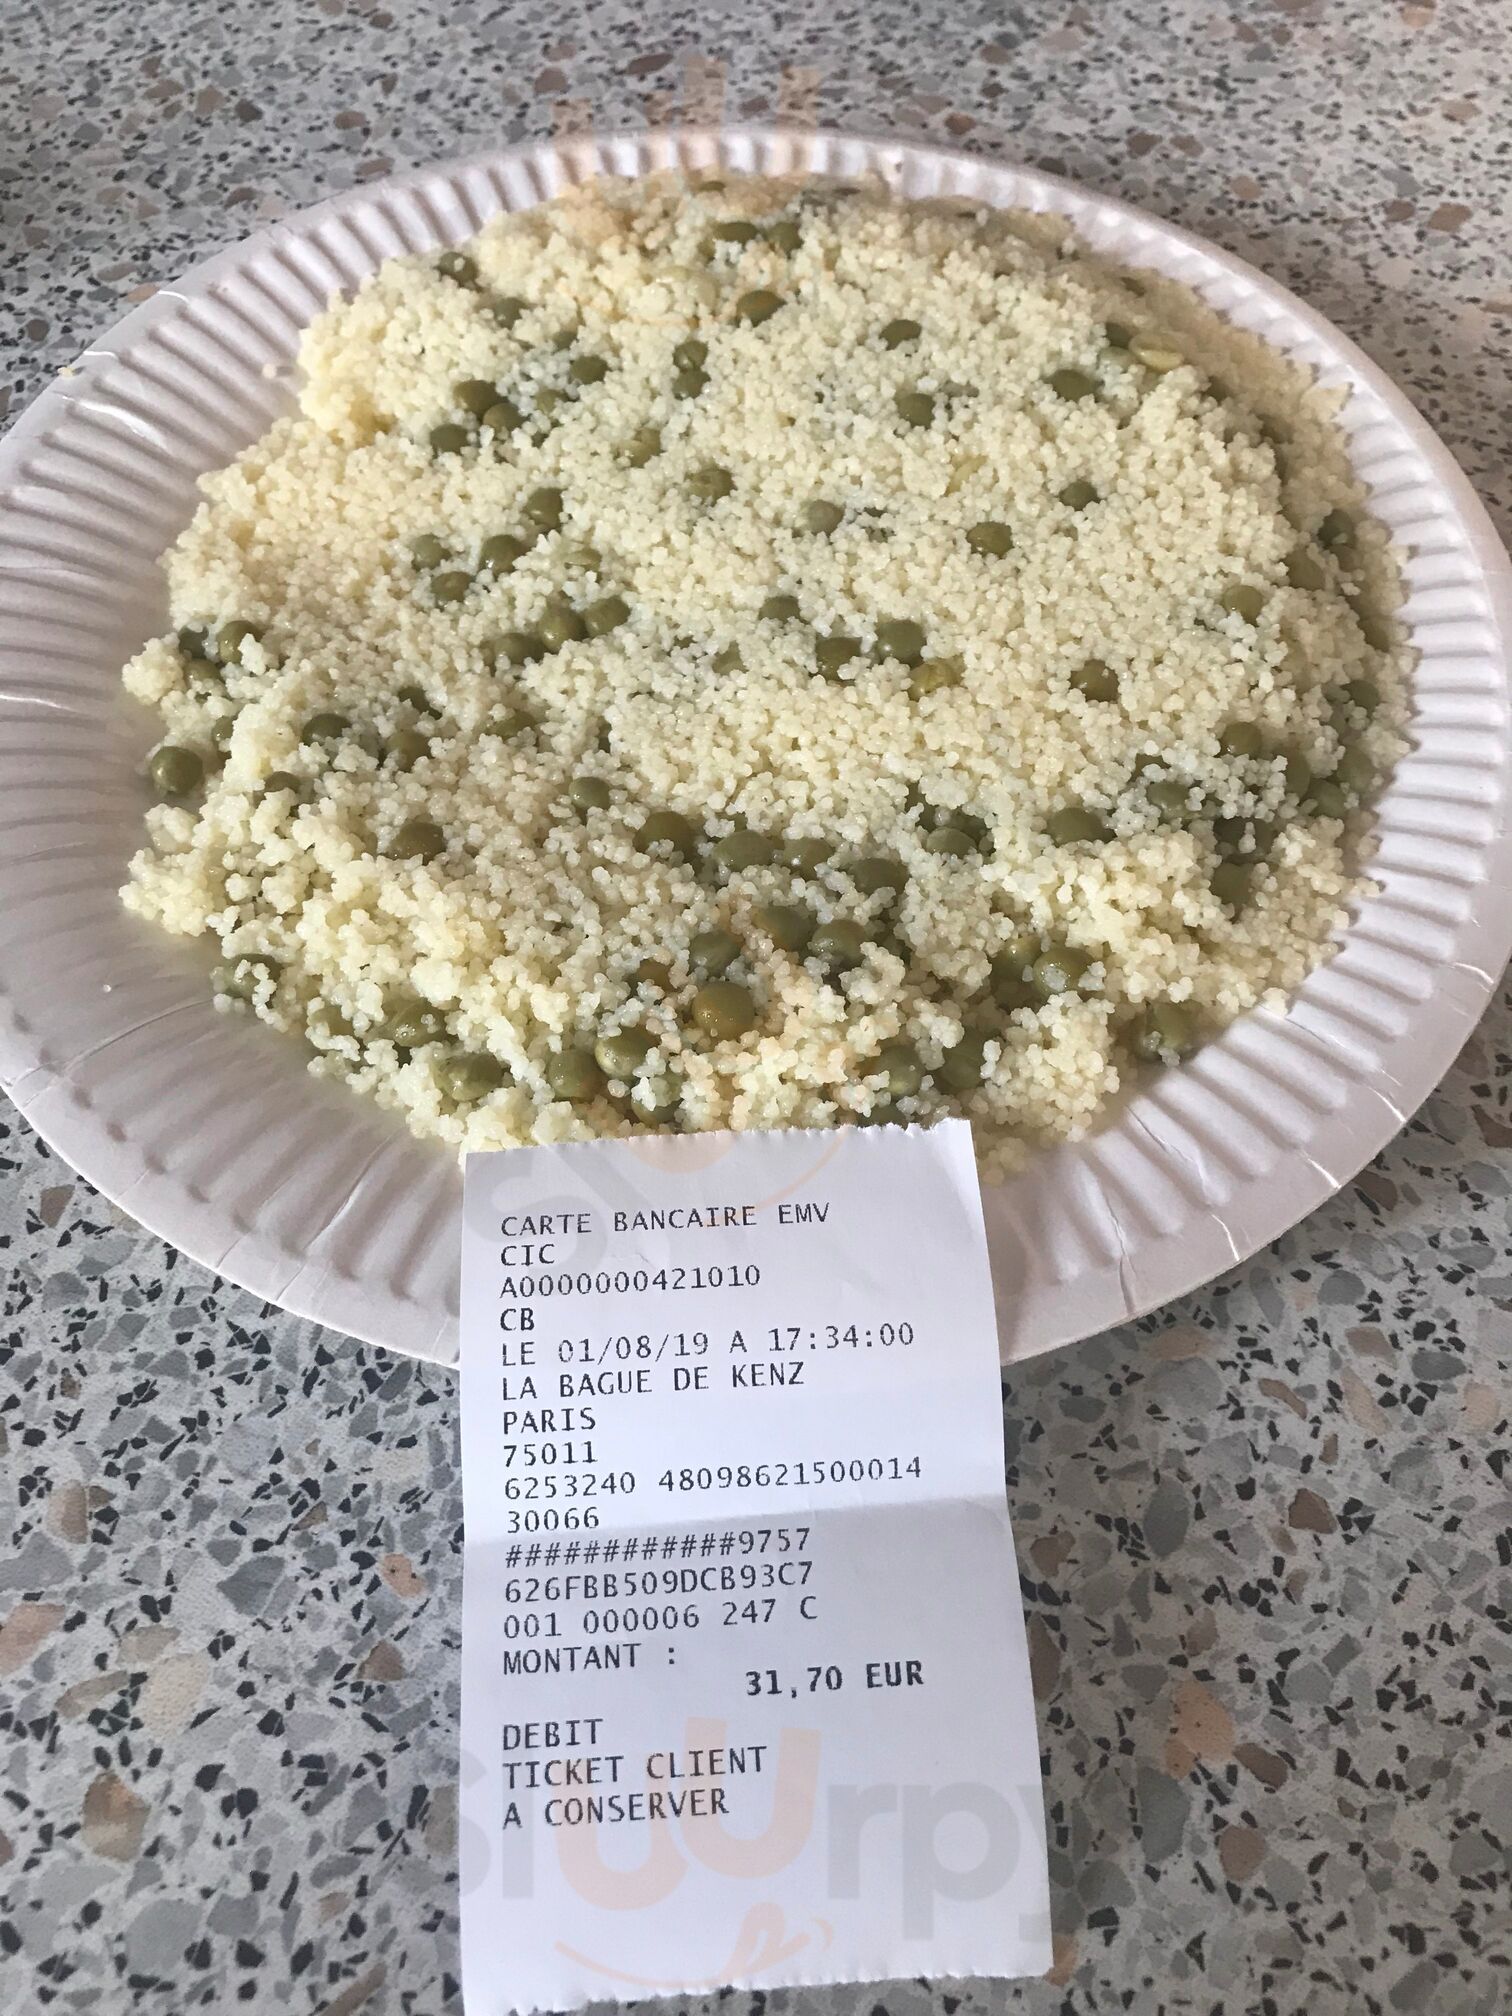 CARTE BANCAIRE EMV
CIC
A0000000421010
CB
LE 01/08/19 A 17:34:00
LA BAGUE DE KENZ
PARIS
75011
6253240 48098621500014
30066
############9757
626FBB509DCB93C7
001 000006 247 C
MONTANT :
31,70 EUR
DEBIT
TICKET CLIENT
A CONSERVER
Sluurpy